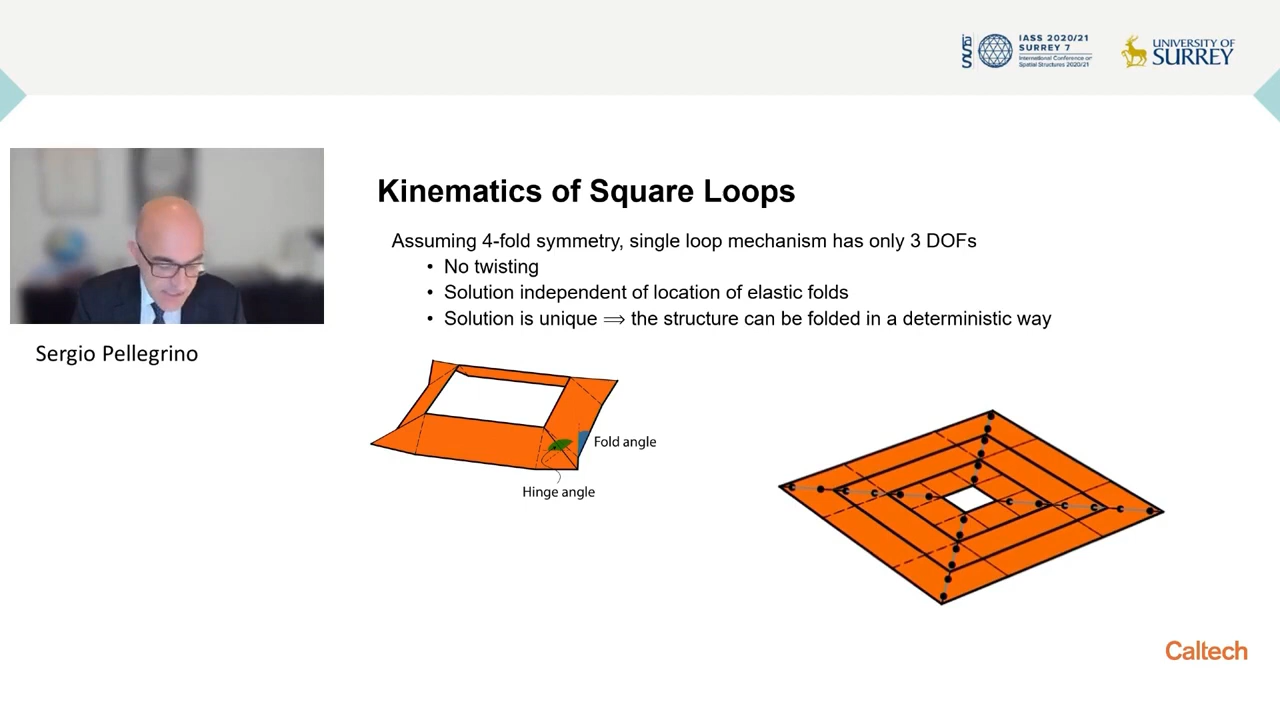 IASS
IASS 2020/21
SURREY 7
International Conference on
Spatial Structures 2020/21
UNIVERSITY OF
SURREY
Kinematics of Square Loops
Assuming 4-fold symmetry, single loop mechanism has only 3 DOFs
• No twisting
• Solution independent of location of elastic folds
• Solution is unique ⟹ the structure can be folded in a deterministic way
Sergio Pellegrino
Fold angle
Hinge angle
Caltech